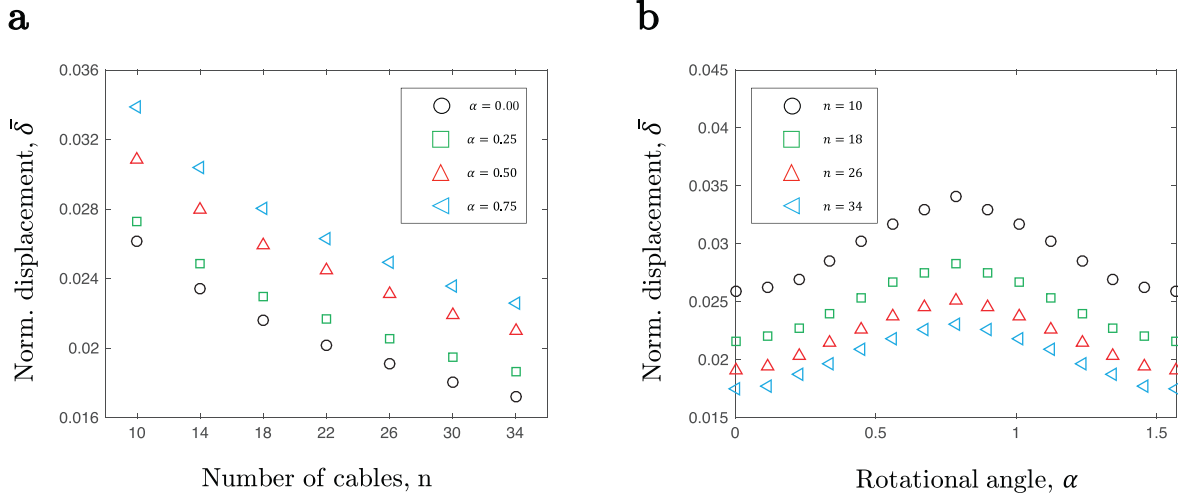 a
0.036
0.032
0.028
0.024
0.02
0.016
10 14 18 22 26 30 34
Norm. displacement, δ̄
Number of cables, n
α = 0.00
α = 0.25
α = 0.50
α = 0.75
b
0.045
0.04
0.035
0.03
0.025
0.02
0.015
0 0.5 1 1.5
Norm. displacement, δ̄
Rotational angle, α
n = 10
n = 18
n = 26
n = 34